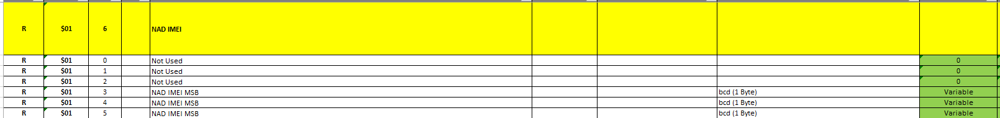 R $01 6 NAD IMEI
R $01 0 Not Used 0
R $01 1 Not Used 0
R $01 2 Not Used 0
R $01 3 NAD IMEI MSB bcd (1 Byte) Variable
R $01 4 NAD IMEI MSB bcd (1 Byte) Variable
R $01 5 NAD IMEI MSB bcd (1 Byte) Variable